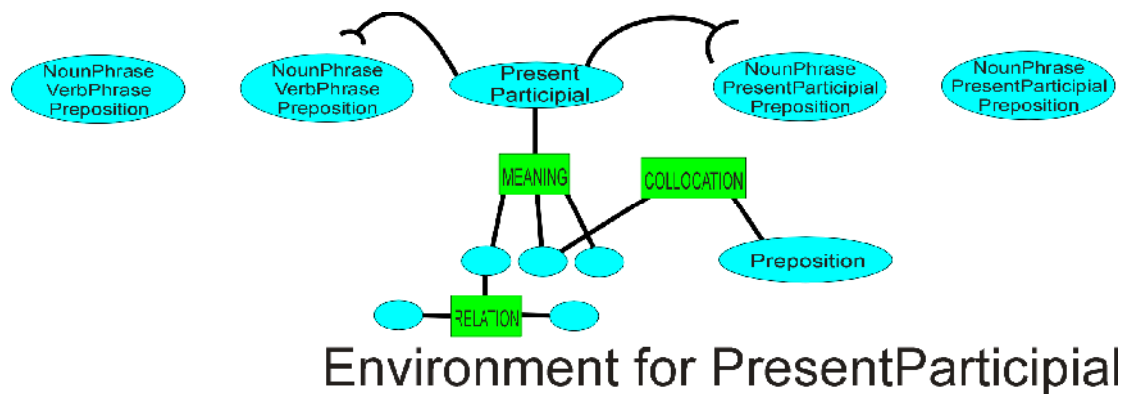 NounPhrase
VerbPhrase
Preposition
NounPhrase
VerbPhrase
Preposition
Present
Participial
NounPhrase
PresentParticipial
Preposition
NounPhrase
PresentParticipial
Preposition
MEANING
COLLOCATION
Preposition
RELATION
Environment for PresentParticipial